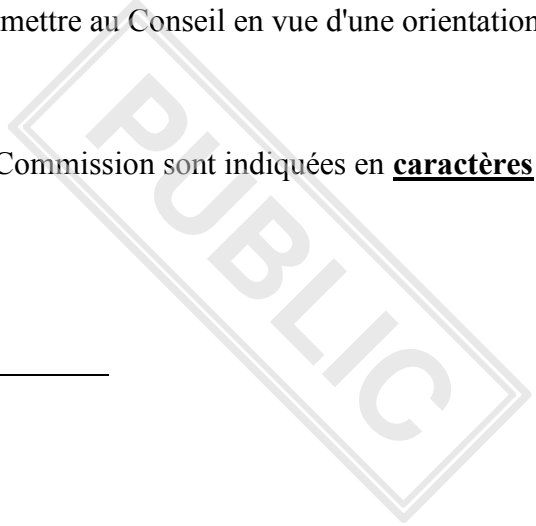 mettre au Conseil en vue d'une orientation
Commission sont indiquées en caractères
PUBLIC